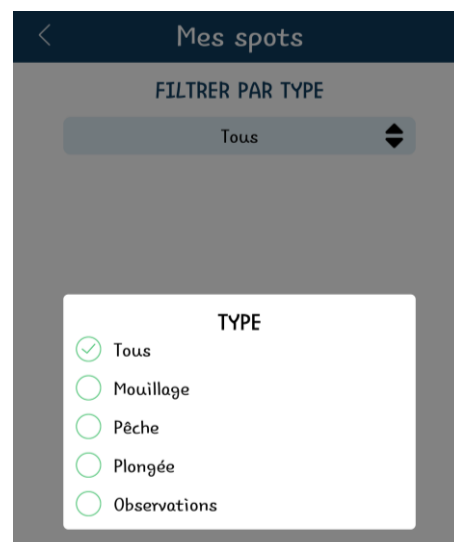 Mes spots
FILTRER PAR TYPE
Tous
TYPE
Tous
Mouillage
Pêche
Plongée
Observations